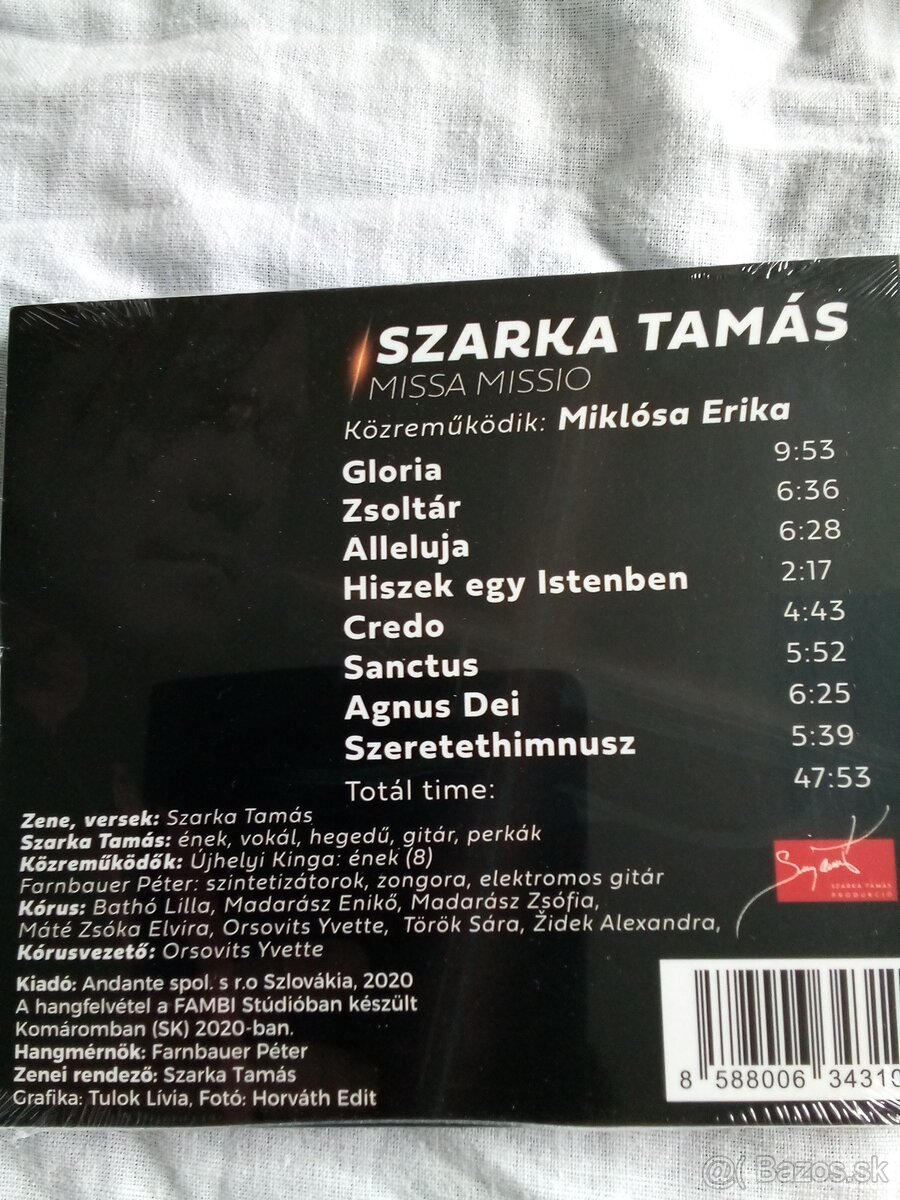 SZARKA TAMÁS
MISSA MISSIO
Közreműködik: Miklósa Erika
Gloria 9:53
Zsoltár 6:36
Alleluja 6:28
Hiszek egy Istenben 2:17
Credo 4:43
Sanctus 5:52
Agnus Dei 6:25
Szeretethimnusz 5:39
Totál time: 47:53
Zene, versek: Szarka Tamás
Szarka Tamás: ének, vokál, hegedű, gitár, perkák
Közreműködők: Újhelyi Kinga: ének (8)
Farnbauer Péter: szintetizátorok, zongora, elektromos gitár
Kórus: Bathó Lilla, Madarász Enikő, Madarász Zsófia,
Máté Zsóka Elvira, Orsovits Yvette, Török Sára, Židek Alexandra,
Kórusvezető: Orsovits Yvette
SZARKA TAMÁS
PRODUKCIÓ
Kiadó: Andante spol. s r.o Szlovákia, 2020
A hangfelvétel a FAMBI Stúdióban készült
Komáromban (SK) 2020-ban.
Hangmérnök: Farnbauer Péter
Zenei rendező: Szarka Tamás
Grafika: Tulok Lívia, Fotó: Horváth Edit
8 588006 34310
@( Bazos.sk